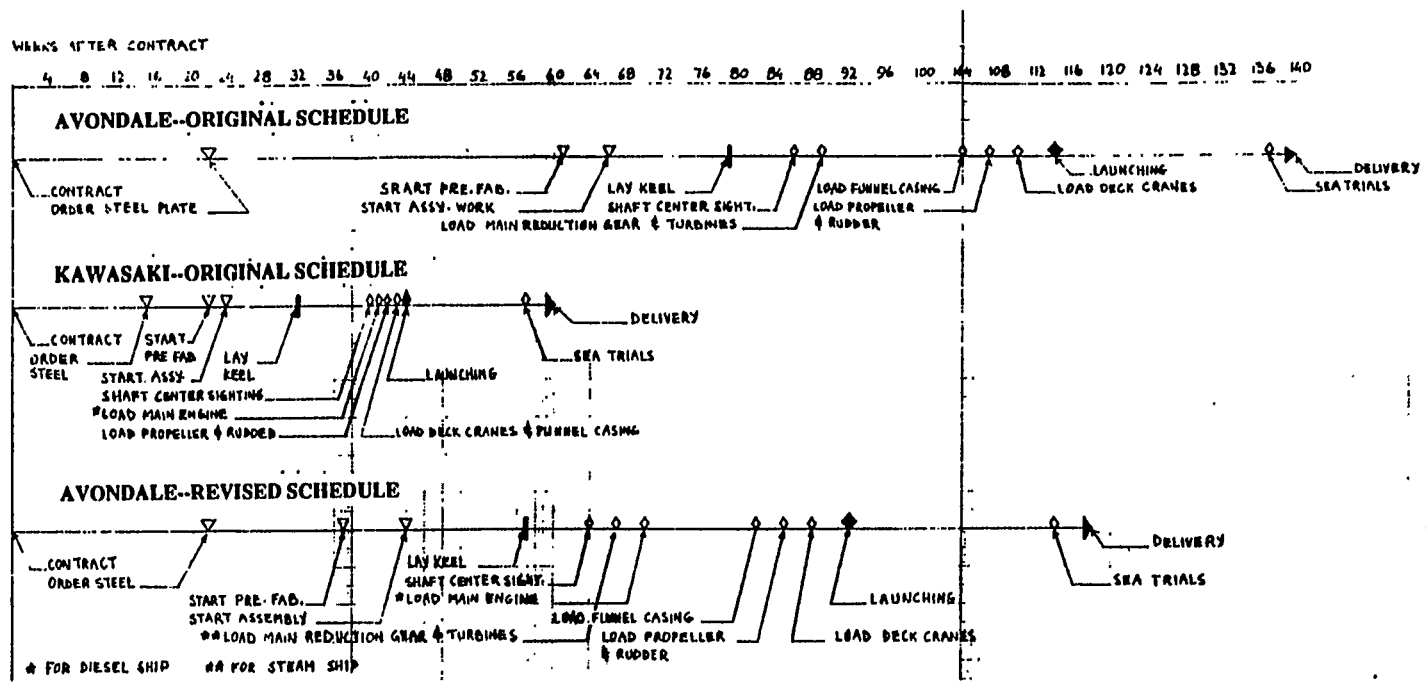 WEEKS AFTER CONTRACT
4 8 12 16 20 24 28 32 36 40 44 48 52 56 60 64 68 72 76 80 84 88 92 96 100 104 108 112 116 120 124 128 132 136 140
AVONDALE--ORIGINAL SCHEDULE
CONTRACT
ORDER STEEL PLATE
SRART PRE.FAB.
START ASSY. WORK
LAY KEEL
SHAFT CENTER SIGHT.
LOAD MAIN REDUCTION GEAR & TURBINES
LOAD FUNNEL CASING
LOAD PROPELLER
& RUDDER
LAUNCHING
LOAD DECK CRANES
DELIVERY
SEA TRIALS
KAWASAKI--ORIGINAL SCHEDULE
CONTRACT
ORDER
STEEL
START
PRE FAB
START. ASSY
LAY
KEEL
SHAFT CENTER SIGHTING
*LOAD MAIN ENGINE
LOAD PROPELLER & RUDDED
LAUNCHING
LOAD DECK CRANES & FUNNEL CASING
SEA TRIALS
DELIVERY
AVONDALE--REVISED SCHEDULE
CONTRACT
ORDER STEEL
START PRE. FAB.
START ASSEMBLY
**LOAD MAIN REDUCTION GEAR & TURBINES
LAY KEEL
SHAFT CENTER SIGHT.
*LOAD MAIN ENGINE
LOAD FUNNEL CASING
LOAD PROPELLER
& RUDDER
LOAD DECK CRANES
LAUNCHING
SEA TRIALS
DELIVERY
* FOR DIESEL SHIP ** FOR STEAM SHIP